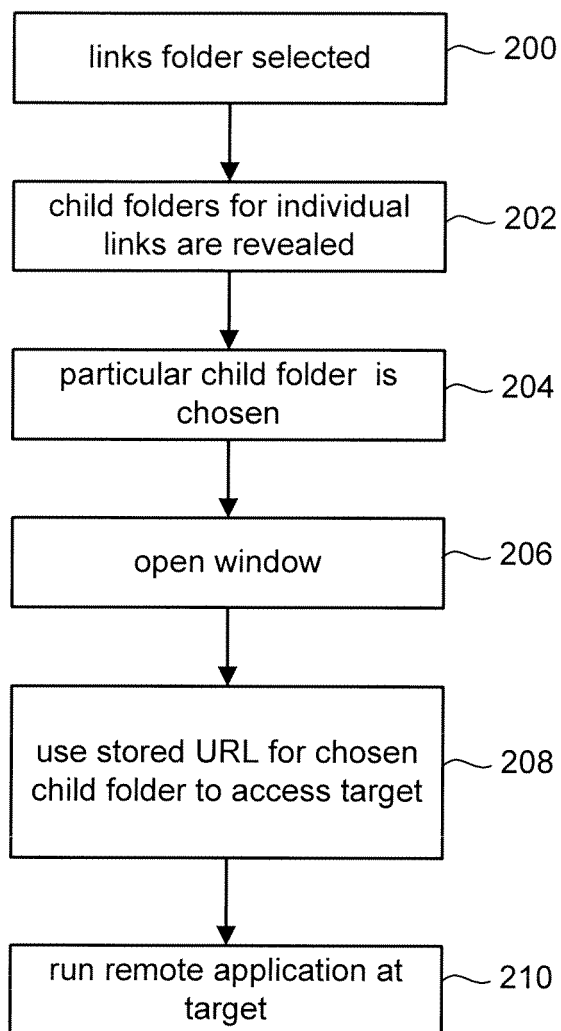 links folder selected
200
child folders for individual
links are revealed
202
particular child folder is
chosen
204
open window
206
use stored URL for chosen
child folder to access target
208
run remote application at
target
210